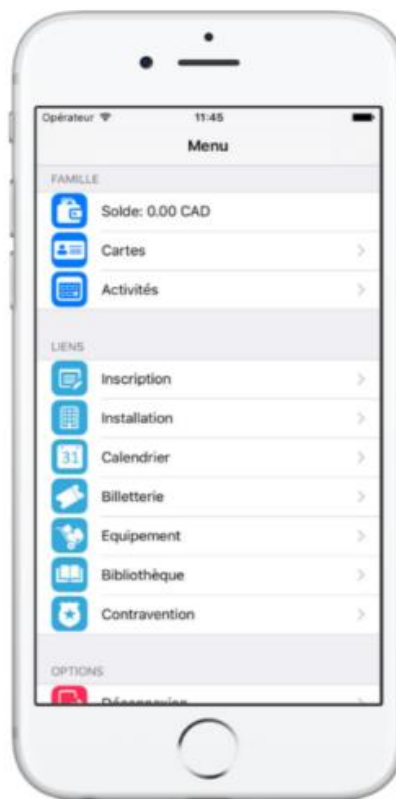 Opérateur 11:45
Menu
FAMILLE
Solde: 0.00 CAD
Cartes
Activités
LIENS
Inscription
Installation
31 Calendrier
Billetterie
Equipement
Bibliothèque
Contravention
OPTIONS
Déconnexion